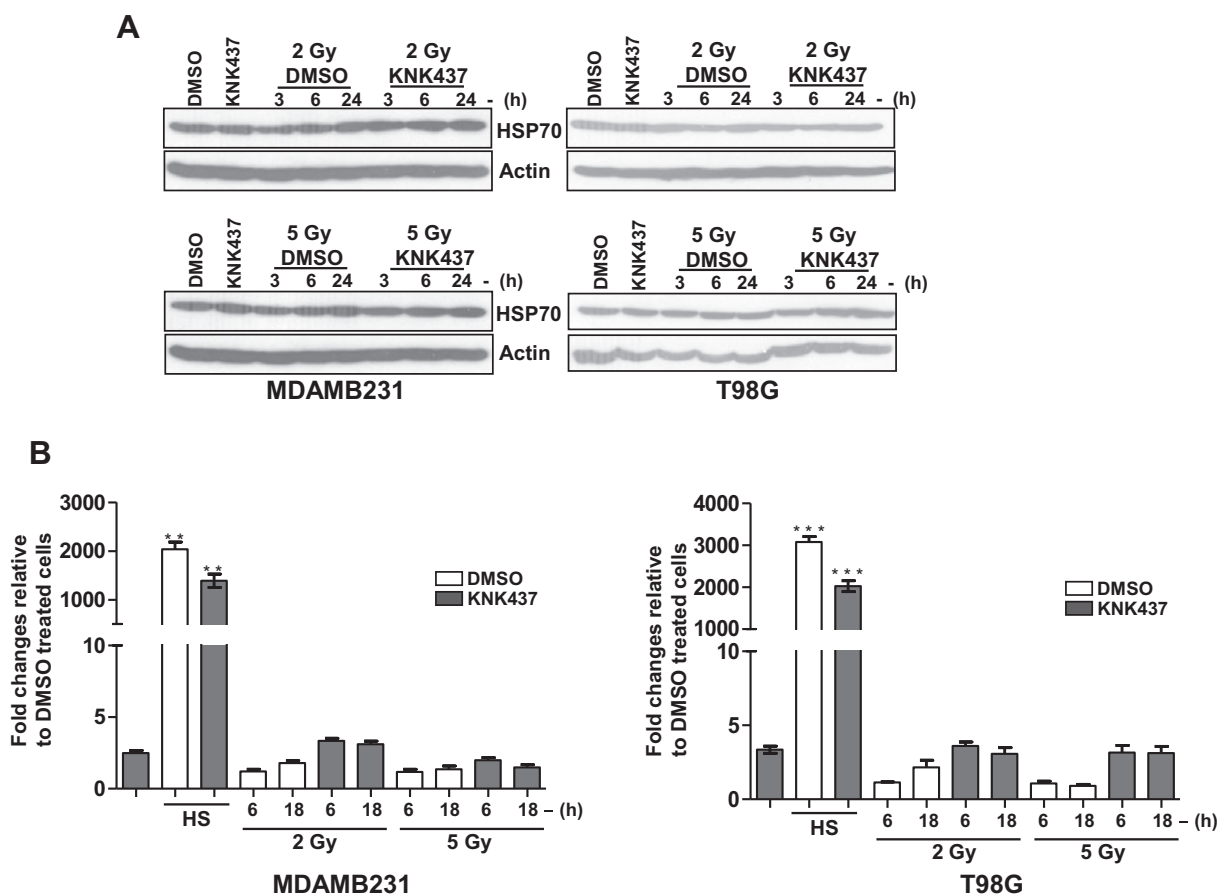 A
DMSO
KNK437
2 Gy
DMSO
2 Gy
KNK437
3 6 24 3 6 24 - (h)
HSP70
Actin
DMSO
KNK437
2 Gy
DMSO
2 Gy
KNK437
3 6 24 3 6 24 - (h)
DMSO
KNK437
5 Gy
DMSO
5 Gy
KNK437
3 6 24 3 6 24 - (h)
HSP70
Actin
MDAMB231
DMSO
KNK437
5 Gy
DMSO
5 Gy
KNK437
3 6 24 3 6 24 - (h)
T98G
B
Fold changes relative
to DMSO treated cells
3000
2000
1000
10
5
0
**
**
DMSO
KNK437
HS
6 18 6 18 6 18 6 18 – (h)
2 Gy 5 Gy
MDAMB231
Fold changes relative
to DMSO treated cells
4000
3000
2000
1000
10
5
0
***
***
DMSO
KNK437
HS
6 18 6 18 6 18 6 18 – (h)
2 Gy 5 Gy
T98G